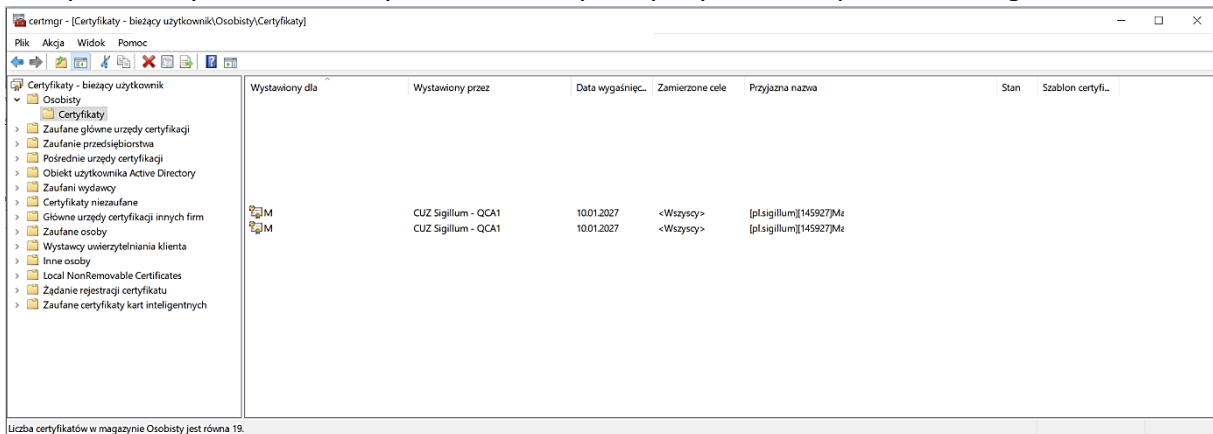 certmgr - [Certyfikaty - bieżący użytkownik\Osobisty\Certyfikaty]
Plik Akcja Widok Pomoc
Certyfikaty - bieżący użytkownik
Osobisty
Certyfikaty
Zaufane główne urzędy certyfikacji
Zaufanie przedsiębiorstwa
Pośrednie urzędy certyfikacji
Obiekt użytkownika Active Directory
Zaufani wydawcy
Certyfikaty niezaufane
Główne urzędy certyfikacji innych firm
Zaufane osoby
Wystawcy uwierzytelniania klienta
Inne osoby
Local NonRemovable Certificates
Żądanie rejestracji certyfikatu
Zaufane certyfikaty kart inteligentnych
Wystawiony dla Wystawiony przez Data wygaśnięc... Zamierzone cele Przyjazna nazwa Stan Szablon certyfi...
M CUZ Sigillum - QCA1 10.01.2027 <Wszyscy> [pl.sigillum][145927]Ma
M CUZ Sigillum - QCA1 10.01.2027 <Wszyscy> [pl.sigillum][145927]Ma
Liczba certyfikatów w magazynie Osobisty jest równa 19.